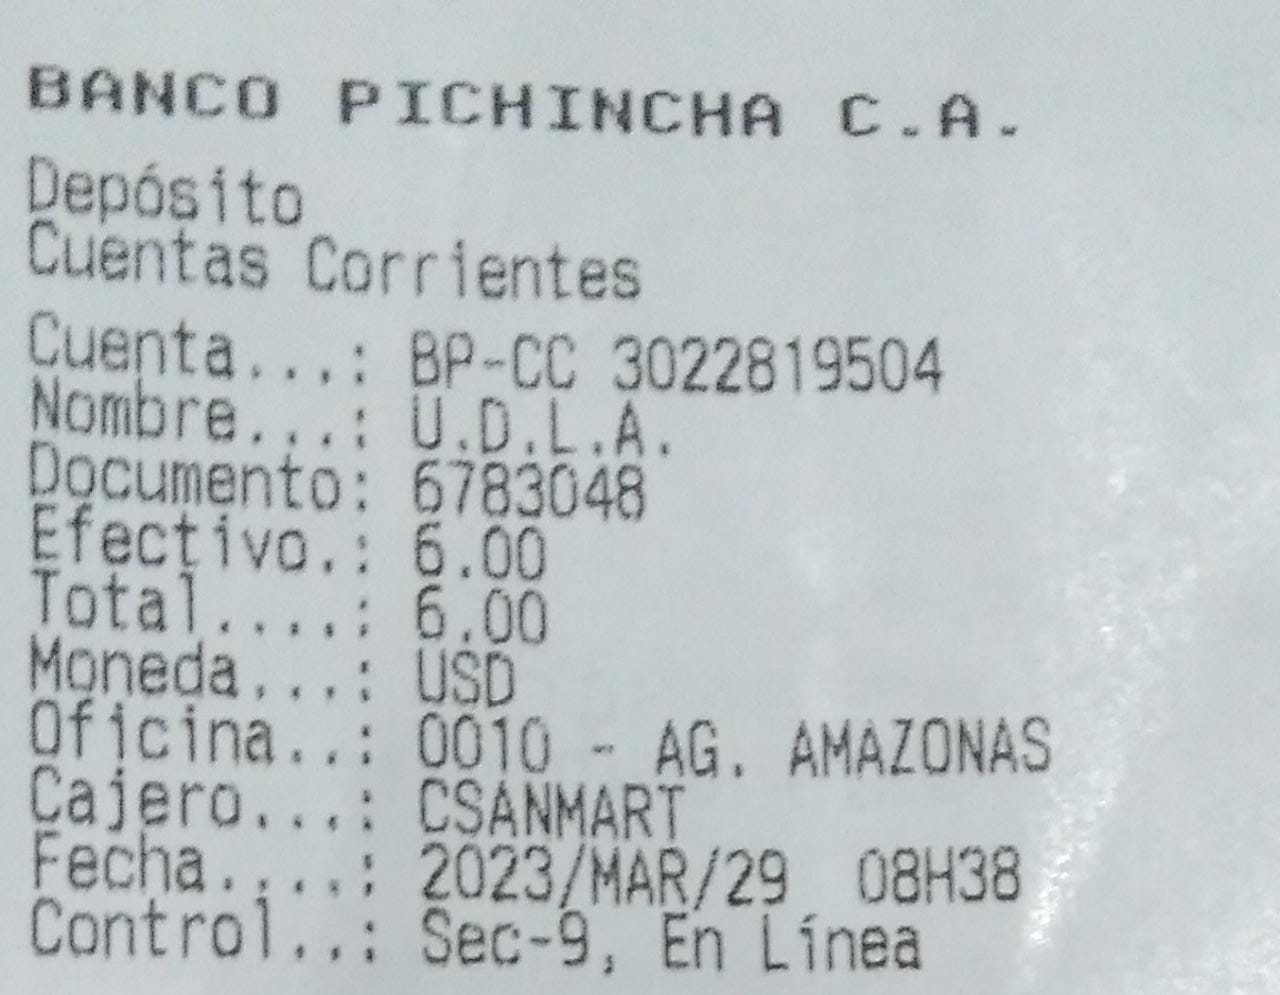 BANCO PICHINCHA C.A.
Depósito
Cuentas Corrientes
Cuenta...: BP-CC 3022819504
Nombre...: U.D.L.A.
Documento: 6783048
Efectivo.: 6.00
Total....: 6.00
Moneda...: USD
Oficina..: 0010 - AG. AMAZONAS
Cajero...: CSANMART
Fecha....: 2023/MAR/29 08H38
Control..: Sec-9, En Línea